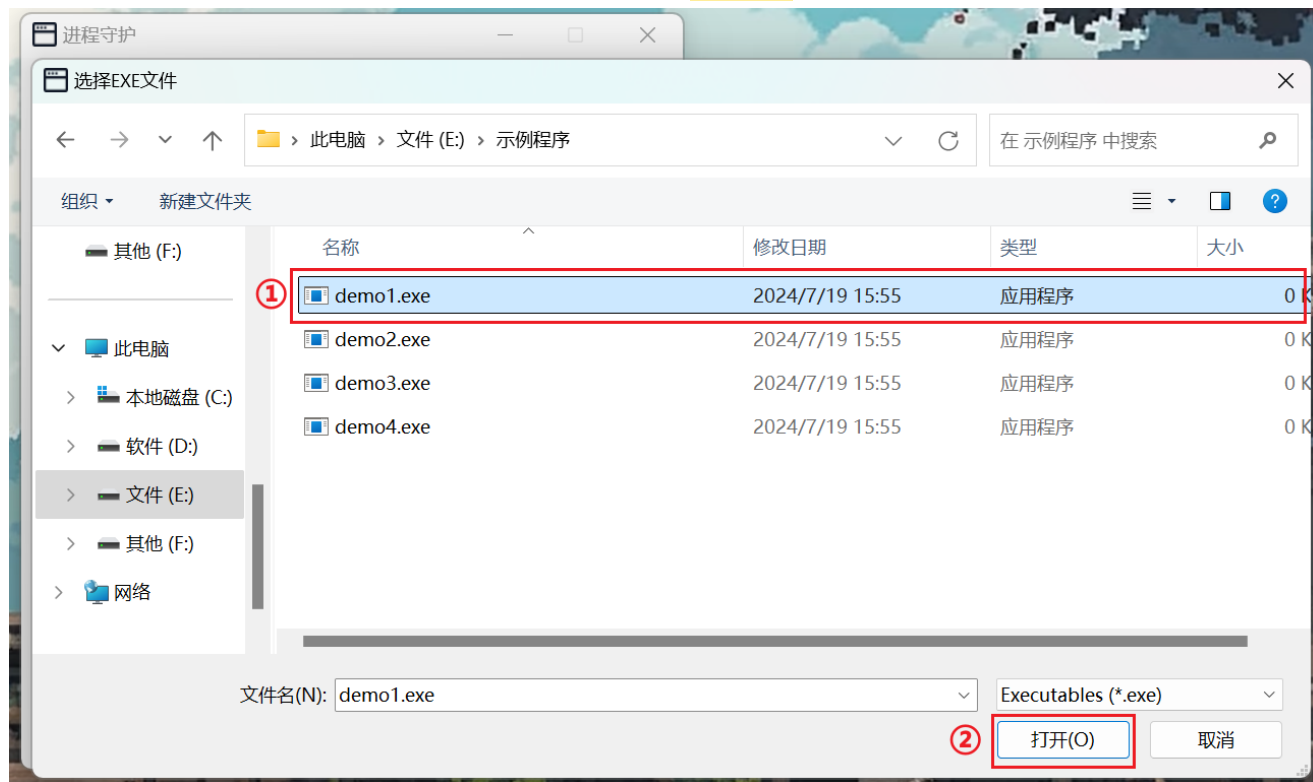 进程守护
选择EXE文件
此电脑 › 文件 (E:) › 示例程序
在 示例程序 中搜索
组织 新建文件夹
其他 (F:)
名称 修改日期 类型 大小
① demo1.exe 2024/7/19 15:55 应用程序 0 K
demo2.exe 2024/7/19 15:55 应用程序 0 K
demo3.exe 2024/7/19 15:55 应用程序 0 K
demo4.exe 2024/7/19 15:55 应用程序 0 K
此电脑
本地磁盘 (C:)
软件 (D:)
文件 (E:)
其他 (F:)
网络
文件名(N): demo1.exe Executables (*.exe)
② 打开(O) 取消